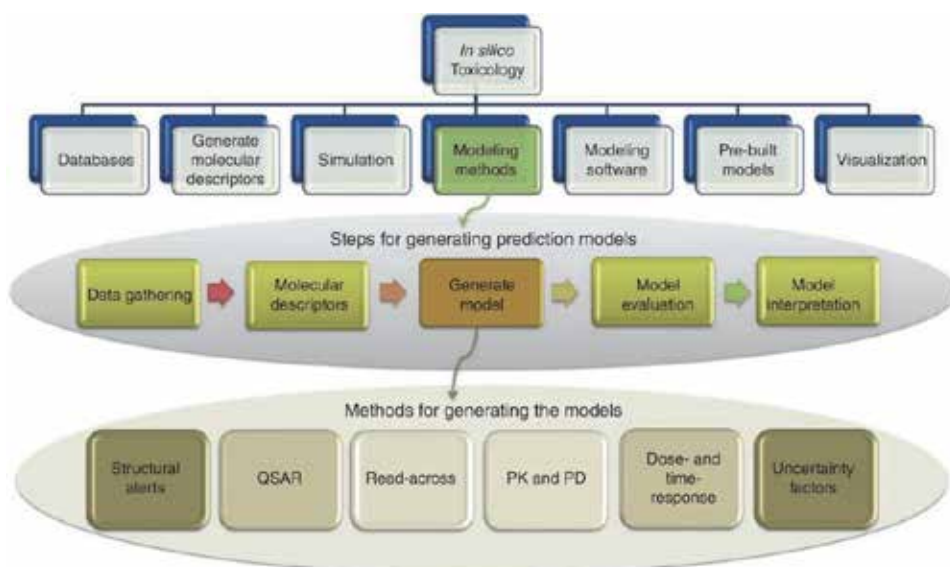 In silico
Toxicology
Databases
Generate
molecular
descriptors
Simulation
Modeling
methods
Modeling
software
Pre-built
models
Visualization
Steps for generating prediction models
Data gathering
Molecular
descriptors
Generate
model
Model
evaluation
Model
interpretation
Methods for generating the models
Structural
alerts
QSAR
Read-across
PK and PD
Dose- and
time-
response
Uncertainty
factors